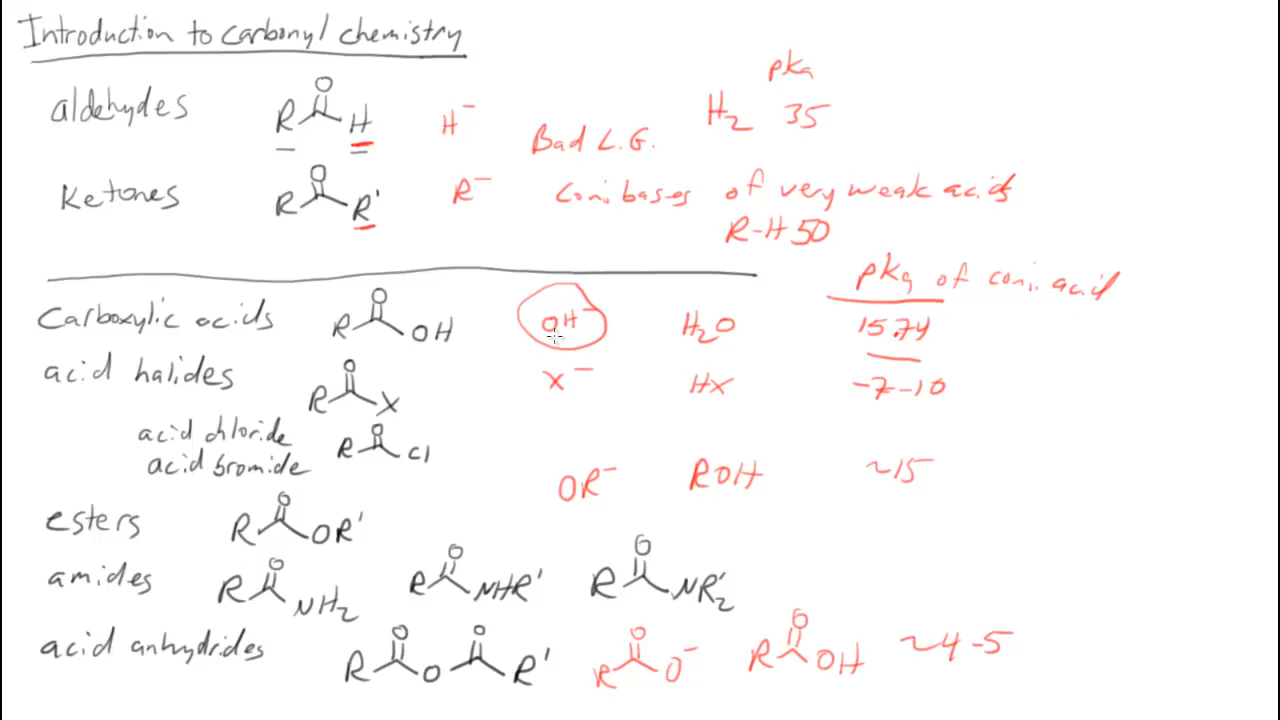 Introduction to carbonyl chemistry
pka
aldehydes R O H H⁻ Bad L.G. H₂ 35
Ketones R O R' R⁻ Conj. bases of very weak acids
R-H 50
pka of conj. acid
Carboxylic acids R O OH OH⁻ H₂O 15.74
acid halides R O X X⁻ HX -7-10
acid chloride R O Cl
acid bromide
OR⁻ ROH ~15
esters R O OR'
amides R O NH₂ R O NHR' R O NR'₂
acid anhydrides R O O O R' R O O⁻ R O OH ~4-5